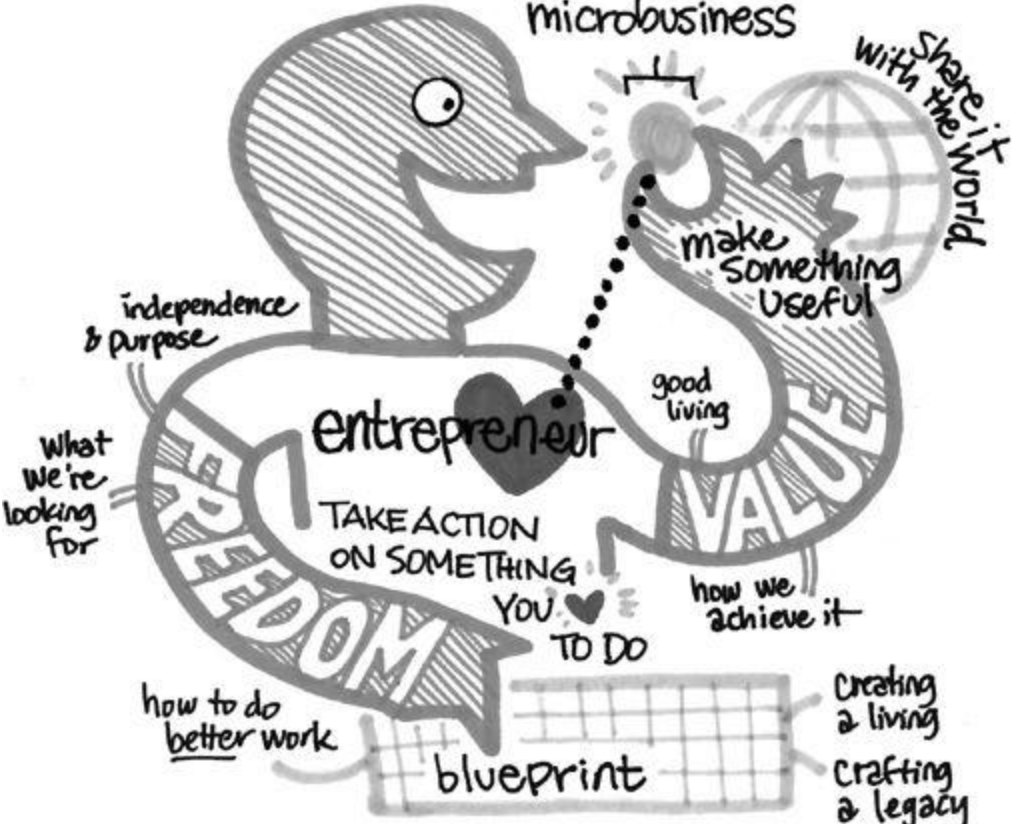 microbusiness
share it
with the world
make
something
useful
independence
& purpose
good
living
entrepreneur
VALUE
what
we're
looking
for
FREEDOM
TAKE ACTION
ON SOMETHING
YOU ♥
TO DO
how we
achieve it
how to do
better work
blueprint
creating
a living
crafting
a legacy